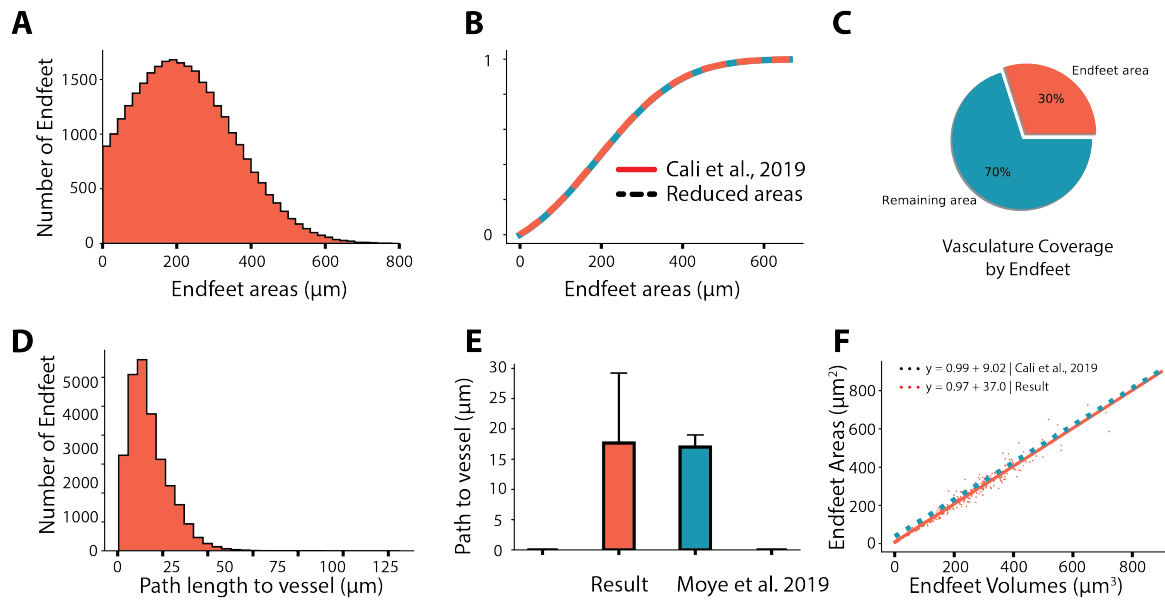 A
Number of Endfeet
1500
1000
500
0
0 200 400 600 800
Endfeet areas (μm)
B
1
0
Cali et al., 2019
Reduced areas
0 200 400 600
Endfeet areas (μm)
C
Endfeet area
30%
70%
Remaining area
Vasculature Coverage
by Endfeet
D
Number of Endfeet
5000
4000
3000
2000
1000
0
0 25 50 75 100 125
Path length to vessel (μm)
E
Path to vessel (μm)
30
25
20
15
10
5
0
Result Moye et al. 2019
F
Endfeet Areas (μm²)
y = 0.99 + 9.02 | Cali et al., 2019
y = 0.97 + 37.0 | Result
800
600
400
200
0
0 200 400 600 800
Endfeet Volumes (μm³)